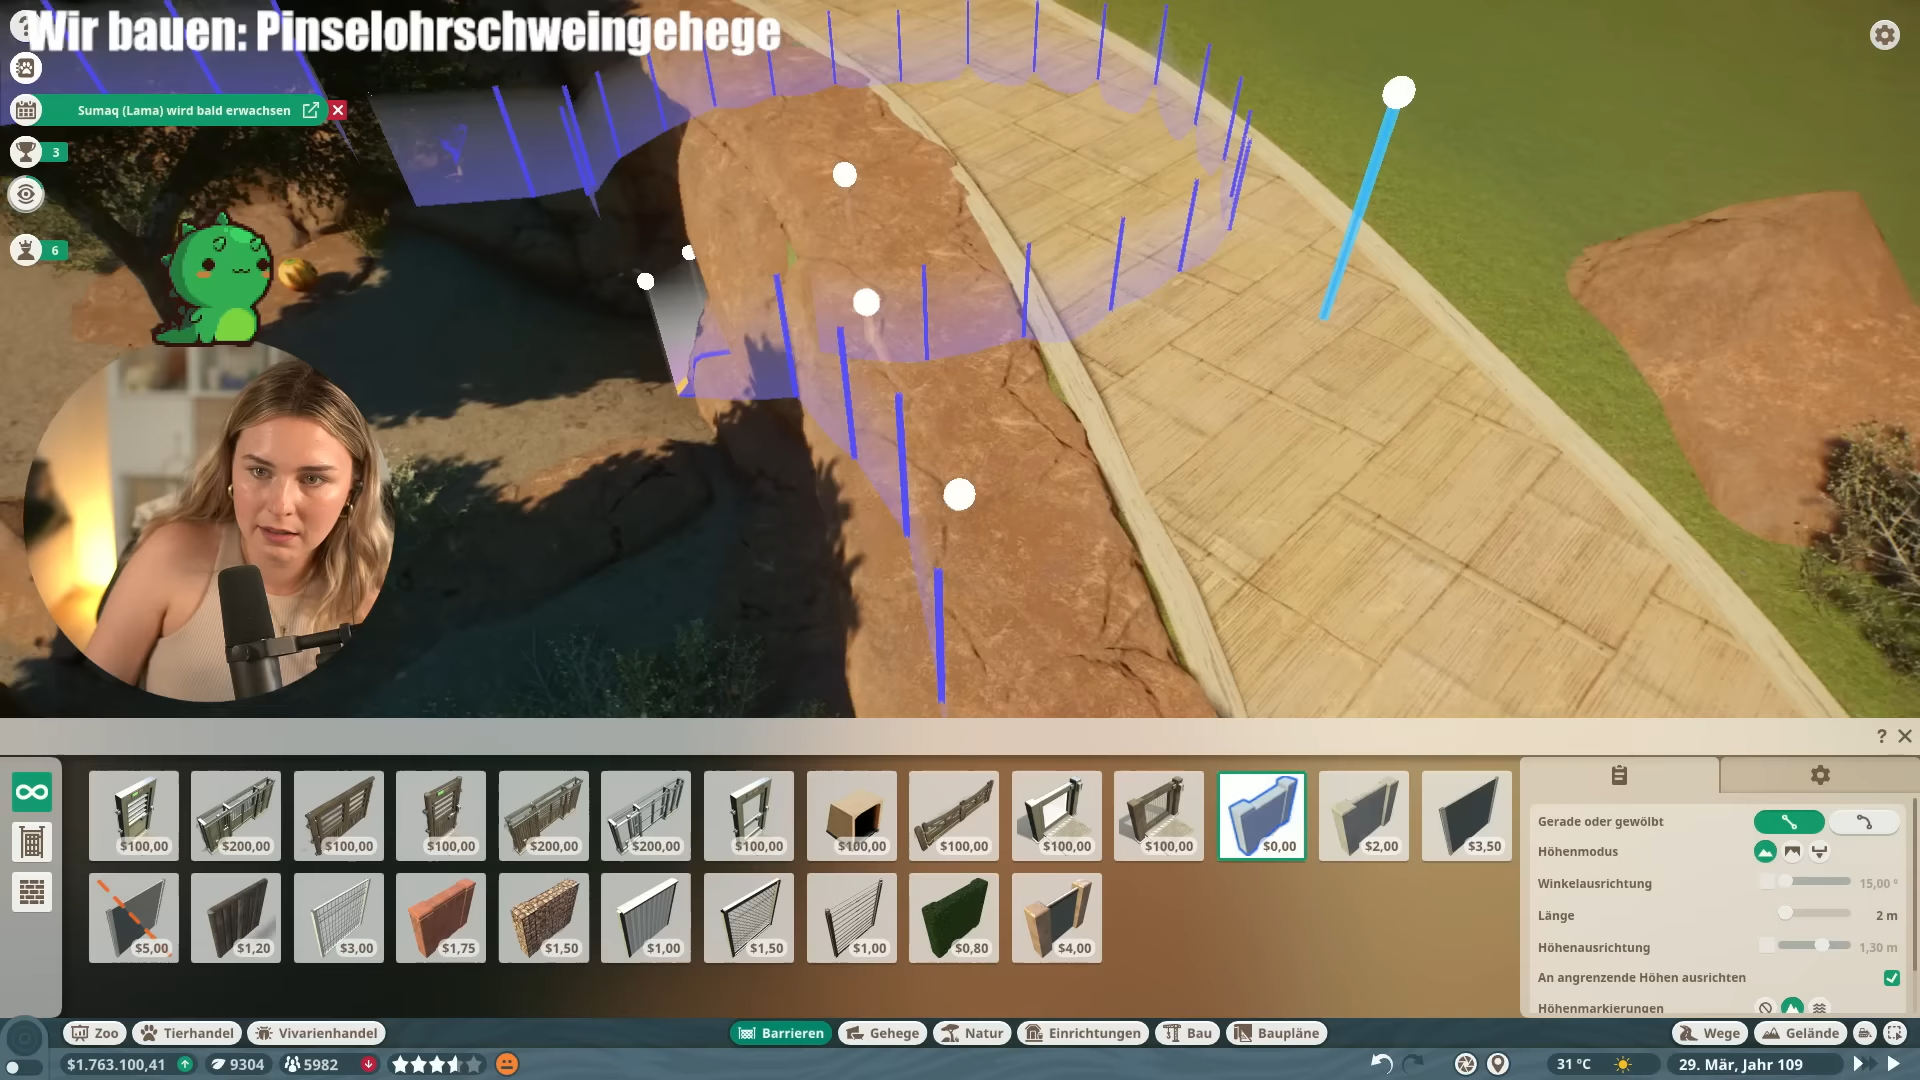 Wir bauen: Pinselohrschweingehege
Sumaq (Lama) wird bald erwachsen
3
6
?
$100,00 $200,00 $100,00 $100,00 $200,00 $200,00 $100,00 $100,00 $100,00 $100,00 $100,00 $0,00 $2,00 $3,50
$5,00 $1,20 $3,00 $1,75 $1,50 $1,00 $1,50 $1,00 $0,80 $4,00
Gerade oder gewölbt
Höhenmodus
Winkelausrichtung 15,00 °
Länge 2 m
Höhenausrichtung 1,30 m
An angrenzende Höhen ausrichten
Höhenmarkierungen
Zoo Tierhandel Vivarienhandel Barrieren Gehege Natur Einrichtungen Bau Baupläne Wege Gelände
$1.763.100,41 9304 5982 31 °C 29. Mär, Jahr 109